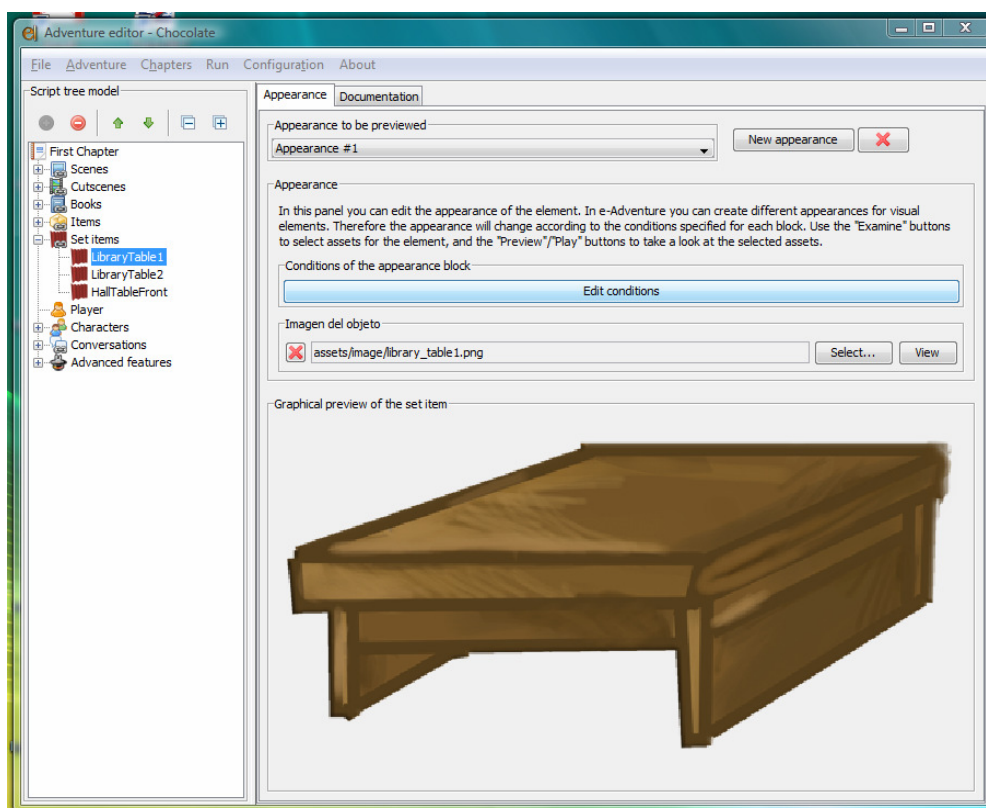 Adventure editor - Chocolate
File Adventure Chapters Run Configuration About
Script tree model
First Chapter
Scenes
Cutscenes
Books
Items
Set items
LibraryTable1
LibraryTable2
HallTableFront
Player
Characters
Conversations
Advanced features
Appearance Documentation
Appearance to be previewed
Appearance #1
New appearance
Appearance
In this panel you can edit the appearance of the element. In e-Adventure you can create different appearances for visual
elements. Therefore the appearance will change according to the conditions specified for each block. Use the "Examine" buttons
to select assets for the element, and the "Preview"/"Play" buttons to take a look at the selected assets.
Conditions of the appearance block
Edit conditions
Imagen del objeto
assets/image/library_table1.png
Select...
View
Graphical preview of the set item